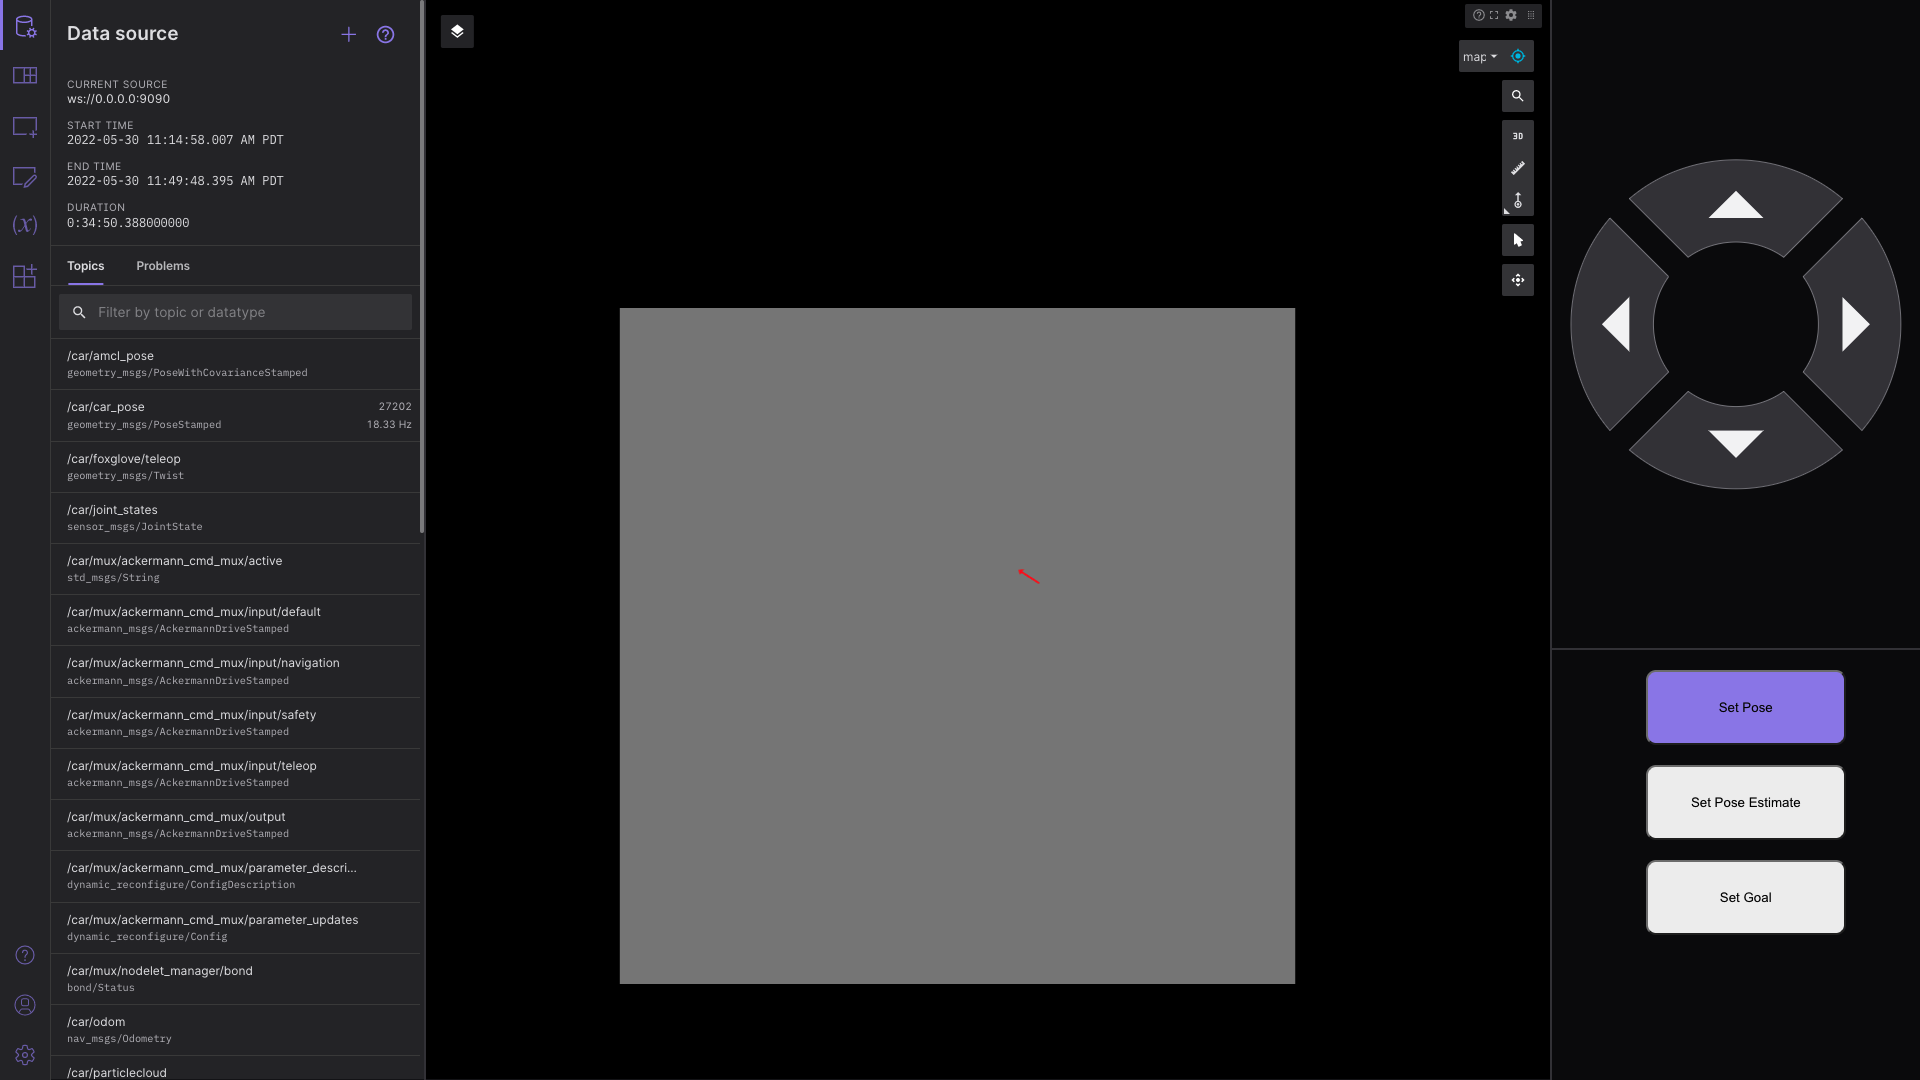 Data source
CURRENT SOURCE
ws://0.0.0.0:9090
START TIME
2022-05-30 11:14:58.007 AM PDT
END TIME
2022-05-30 11:49:48.395 AM PDT
DURATION
0:34:50.388000000
Topics Problems
Filter by topic or datatype
/car/amcl_pose
geometry_msgs/PoseWithCovarianceStamped
/car/car_pose 27202
geometry_msgs/PoseStamped 18.33 Hz
/car/foxglove/teleop
geometry_msgs/Twist
/car/joint_states
sensor_msgs/JointState
/car/mux/ackermann_cmd_mux/active
std_msgs/String
/car/mux/ackermann_cmd_mux/input/default
ackermann_msgs/AckermannDriveStamped
/car/mux/ackermann_cmd_mux/input/navigation
ackermann_msgs/AckermannDriveStamped
/car/mux/ackermann_cmd_mux/input/safety
ackermann_msgs/AckermannDriveStamped
/car/mux/ackermann_cmd_mux/input/teleop
ackermann_msgs/AckermannDriveStamped
/car/mux/ackermann_cmd_mux/output
ackermann_msgs/AckermannDriveStamped
/car/mux/ackermann_cmd_mux/parameter_descri...
dynamic_reconfigure/ConfigDescription
/car/mux/ackermann_cmd_mux/parameter_updates
dynamic_reconfigure/Config
/car/mux/nodelet_manager/bond
bond/Status
/car/odom
nav_msgs/Odometry
/car/particlecloud
map
3D
Set Pose
Set Pose Estimate
Set Goal